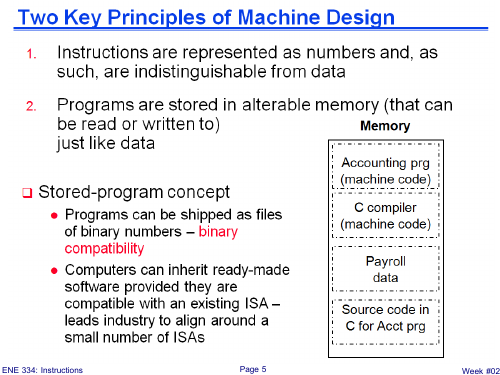 Two Key Principles of Machine Design
1. Instructions are represented as numbers and, as
such, are indistinguishable from data
2. Programs are stored in alterable memory (that can
be read or written to)
just like data
Memory
Accounting prg
(machine code)
C compiler
(machine code)
Payroll
data
Source code in
C for Acct prg
Stored-program concept
Programs can be shipped as files
of binary numbers – binary
compatibility
Computers can inherit ready-made
software provided they are
compatible with an existing ISA –
leads industry to align around a
small number of ISAs
ENE 334: Instructions
Page 5
Week #02